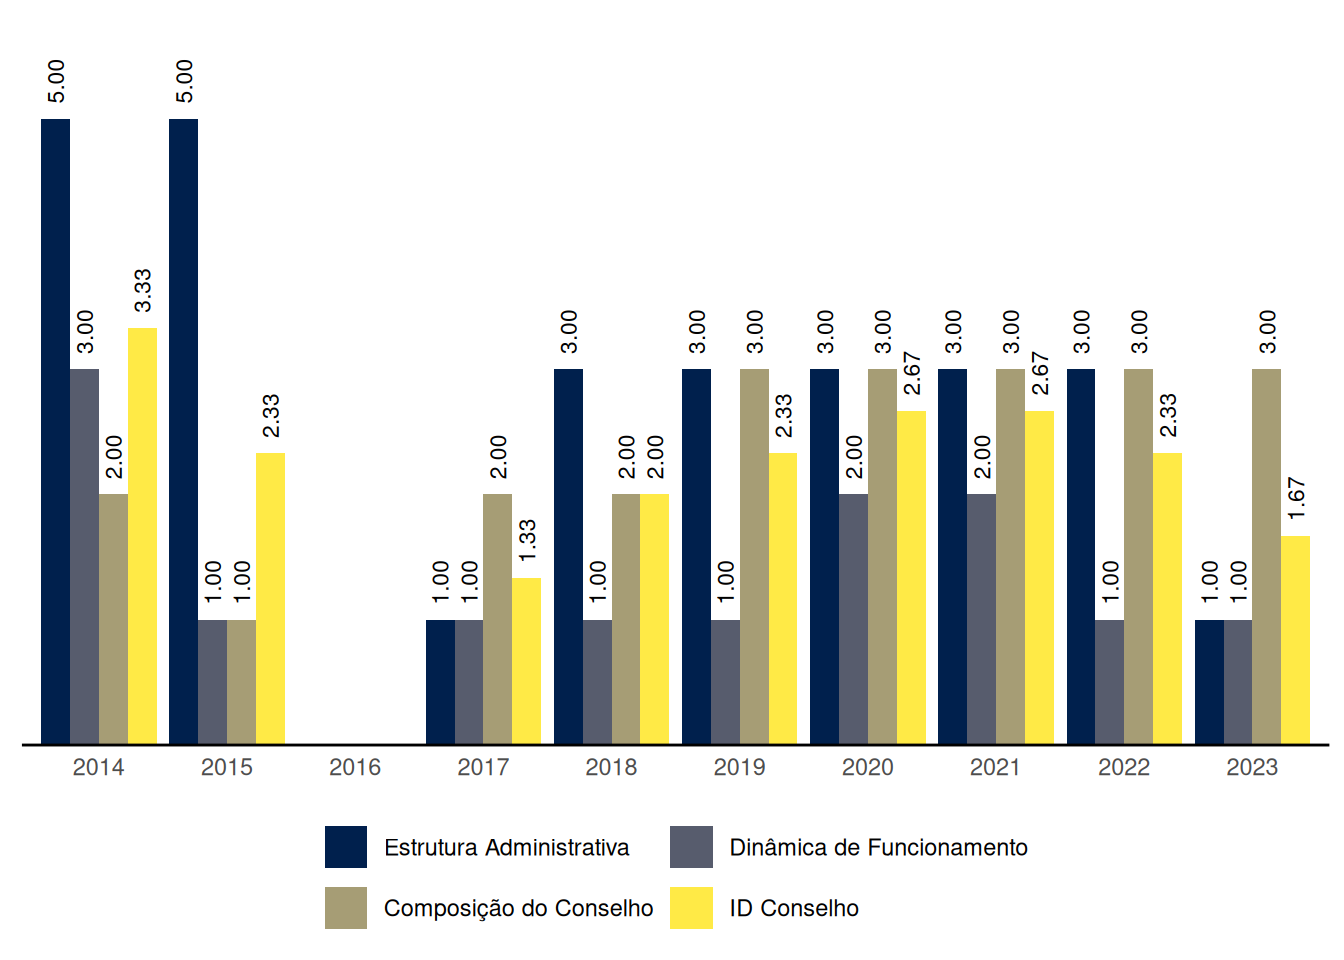 5.00 3.00 2.00 3.33 5.00 1.00 1.00 2.33 1.00 1.00 2.00 1.33 3.00 1.00 2.00 2.00 3.00 1.00 3.00 2.33 3.00 2.00 3.00 2.67 3.00 2.00 3.00 2.67 3.00 1.00 3.00 2.33 1.00 1.00 3.00 1.67
2014 2015 2016 2017 2018 2019 2020 2021 2022 2023
Estrutura Administrativa Dinâmica de Funcionamento
Composição do Conselho ID Conselho